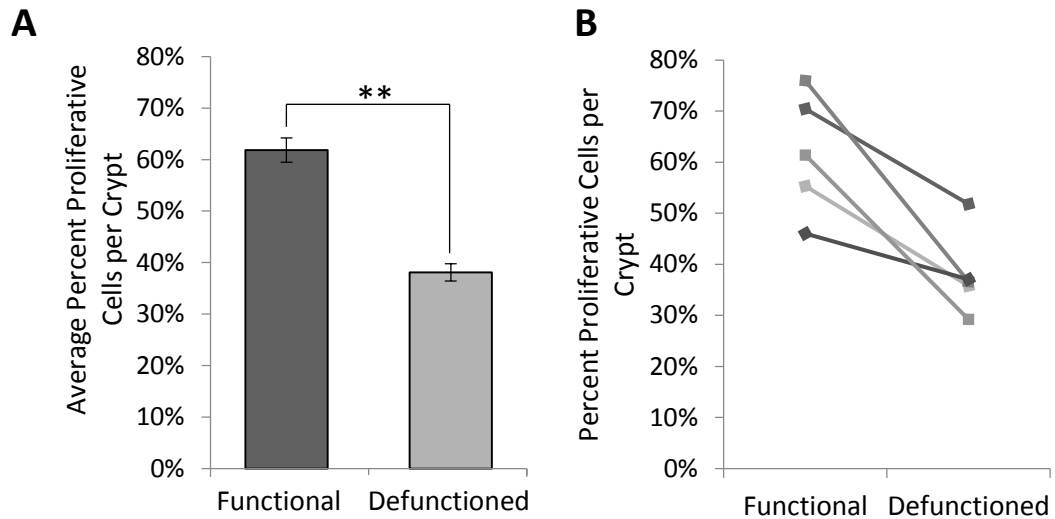 A
Average Percent Proliferative
Cells per Crypt
80%
70%
60%
50%
40%
30%
20%
10%
0%
**
Functional
Defunctioned
B
Percent Proliferative Cells per
Crypt
80%
70%
60%
50%
40%
30%
20%
10%
0%
Functional
Defunctioned